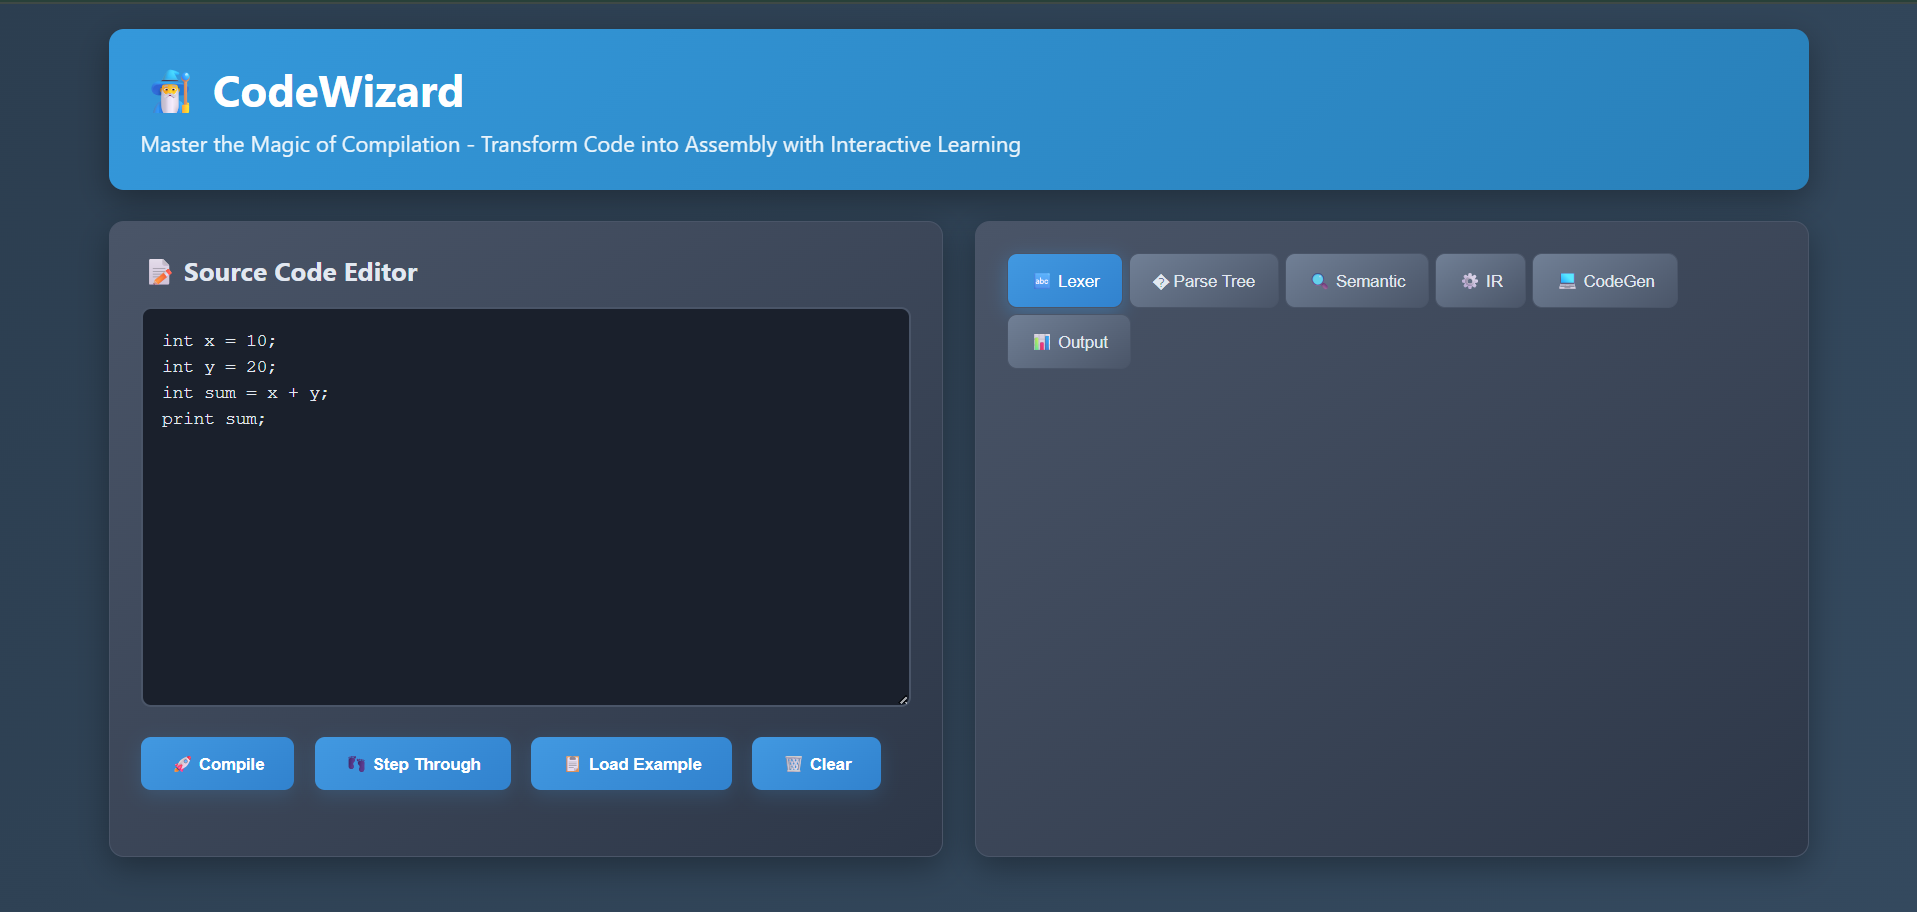 CodeWizard
Master the Magic of Compilation - Transform Code into Assembly with Interactive Learning
Source Code Editor
int x = 10;
int y = 20;
int sum = x + y;
print sum;
Compile
Step Through
Load Example
Clear
Lexer
� Parse Tree
Semantic
IR
CodeGen
Output